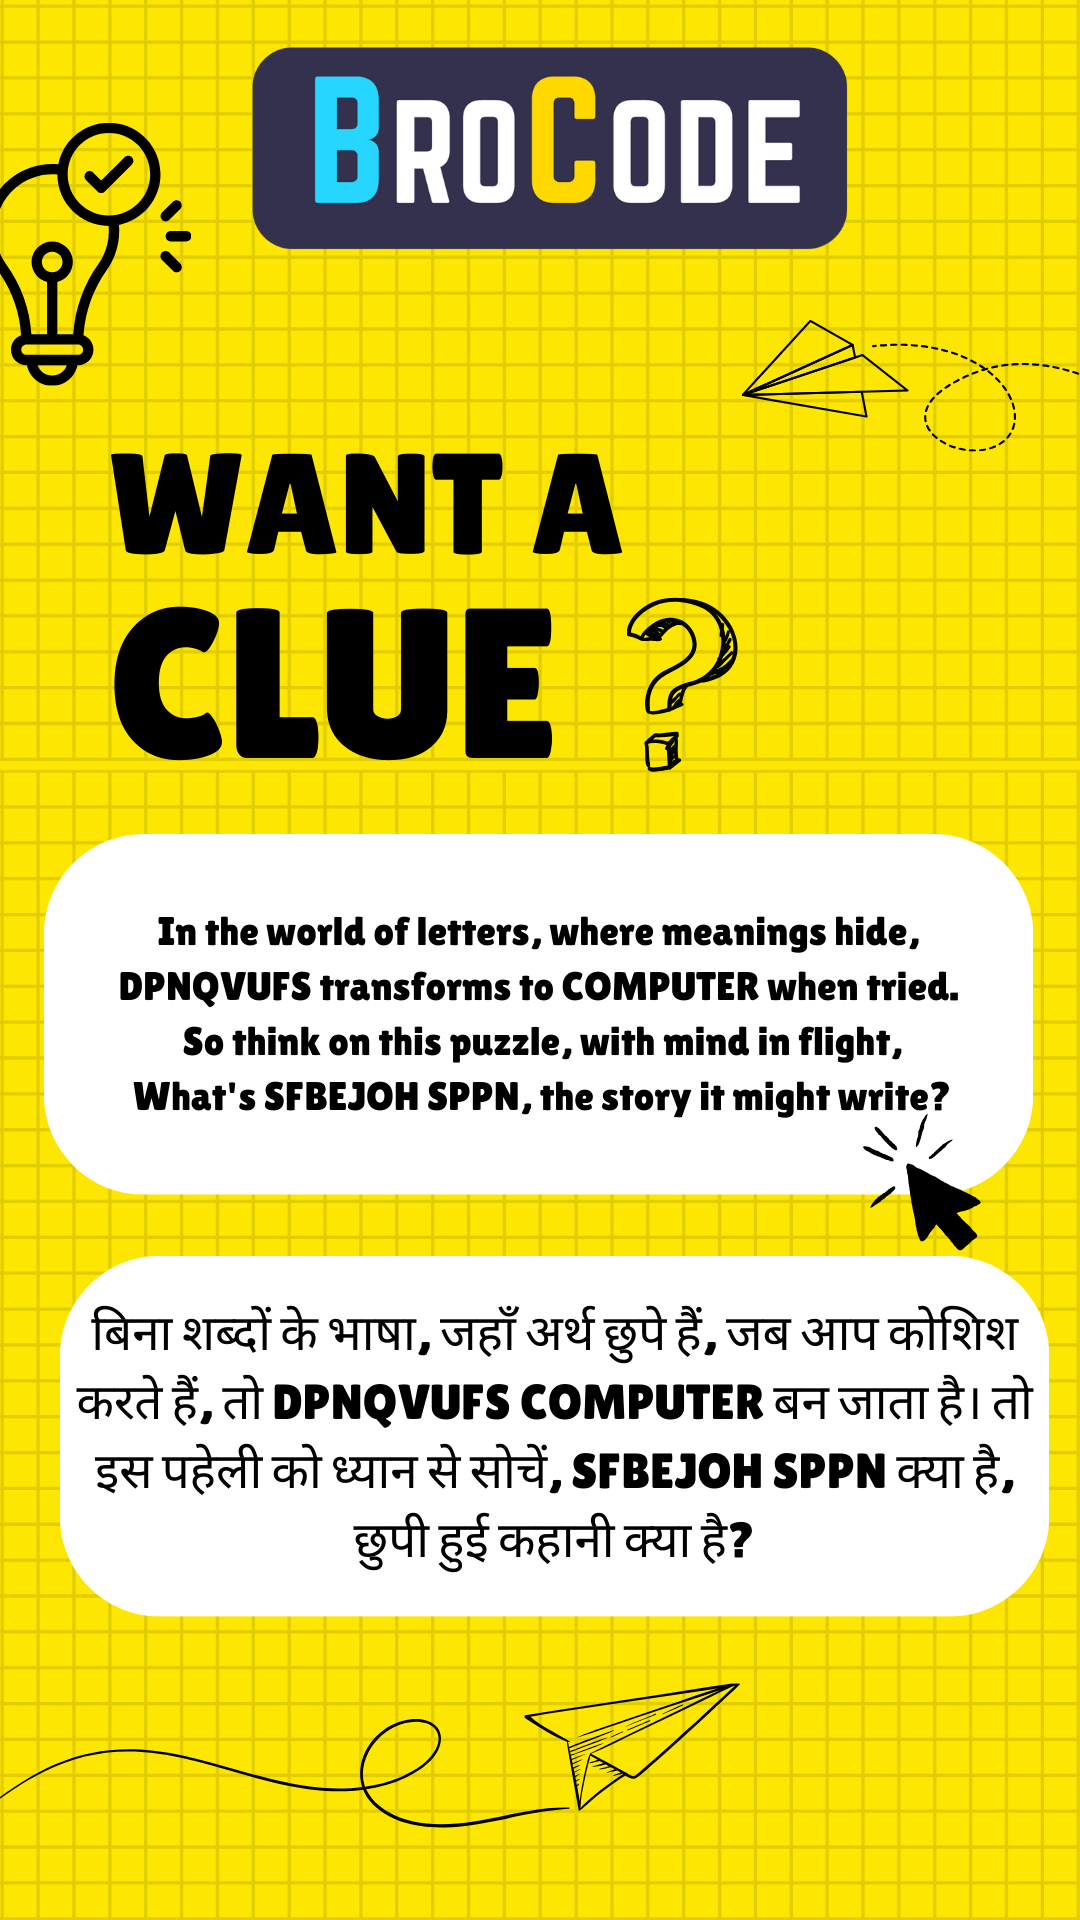 BROCODE
WANT A
CLUE ?
In the world of letters, where meanings hide,
DPNQVUFS transforms to COMPUTER when tried.
So think on this puzzle, with mind in flight,
What's SFBEJOH SPPN, the story it might write?
बिना शब्दों के भाषा, जहाँ अर्थ छुपे हैं, जब आप कोशिश
करते हैं, तो DPNQVUFS COMPUTER बन जाता है। तो
इस पहेली को ध्यान से सोचें, SFBEJOH SPPN क्या है,
छुपी हुई कहानी क्या है?